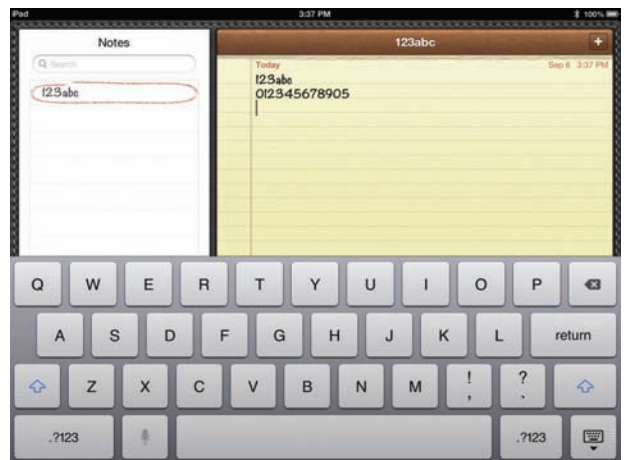 iPad
3:37 PM
100%
Notes
123abc
+
Search
Today
Sep 6 3:37 PM
123abc
123abc
012345678905
Q W E R T Y U I O P
A S D F G H J K L return
Z X C V B N M ! , ? .
.?123
.?123